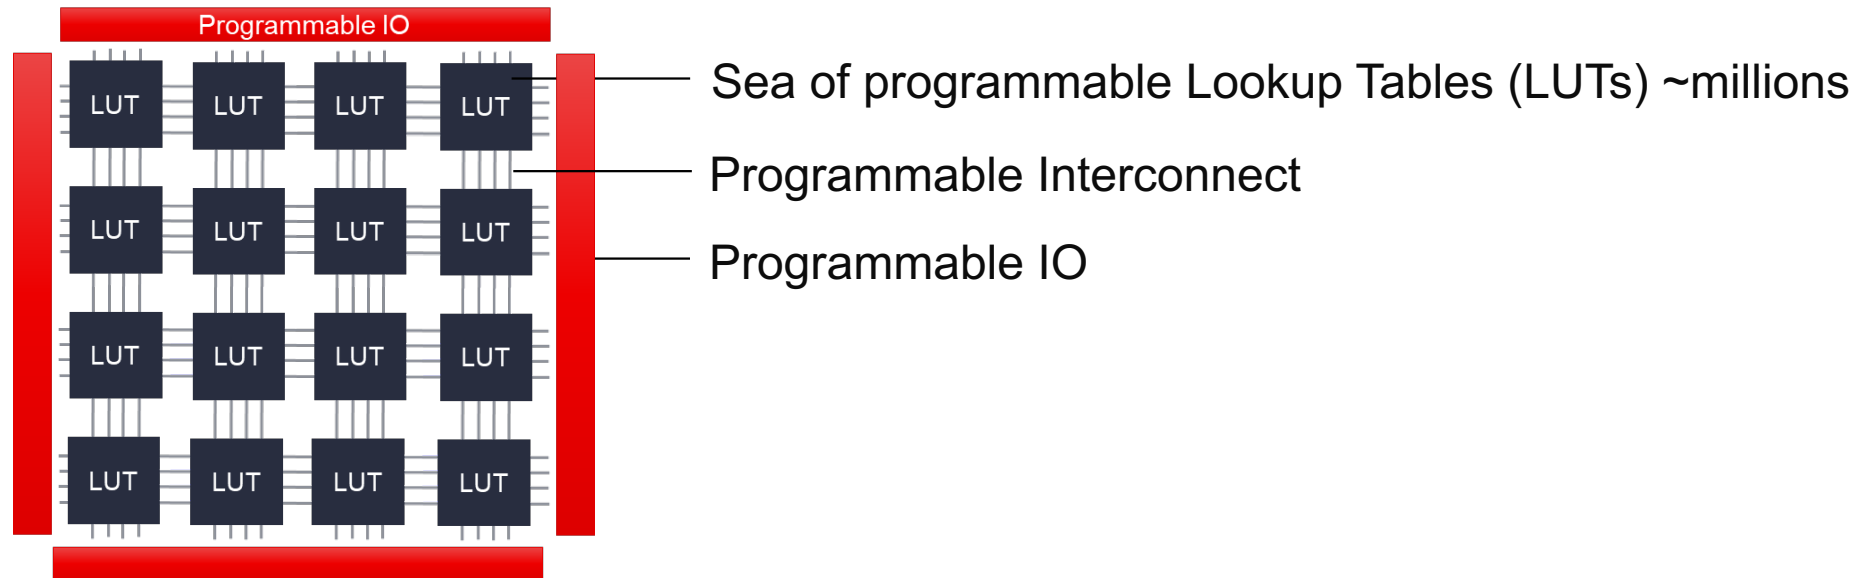 Programmable IO
LUT LUT LUT LUT
Sea of programmable Lookup Tables (LUTs) ~millions
Programmable Interconnect
LUT LUT LUT LUT
Programmable IO
LUT LUT LUT LUT
LUT LUT LUT LUT